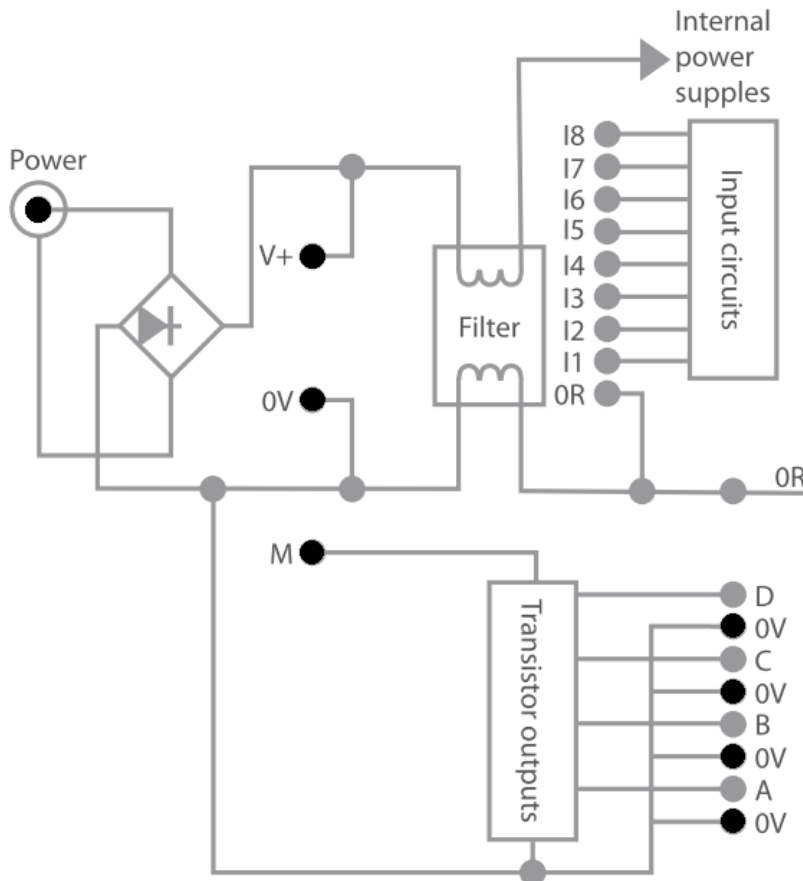 Internal
power
supples
Power
I8
I7
I6
I5
I4
I3
I2
I1
0R
Input circuits
V+
Filter
0V
0R
M
Transistor outputs
D
0V
C
0V
B
0V
A
0V